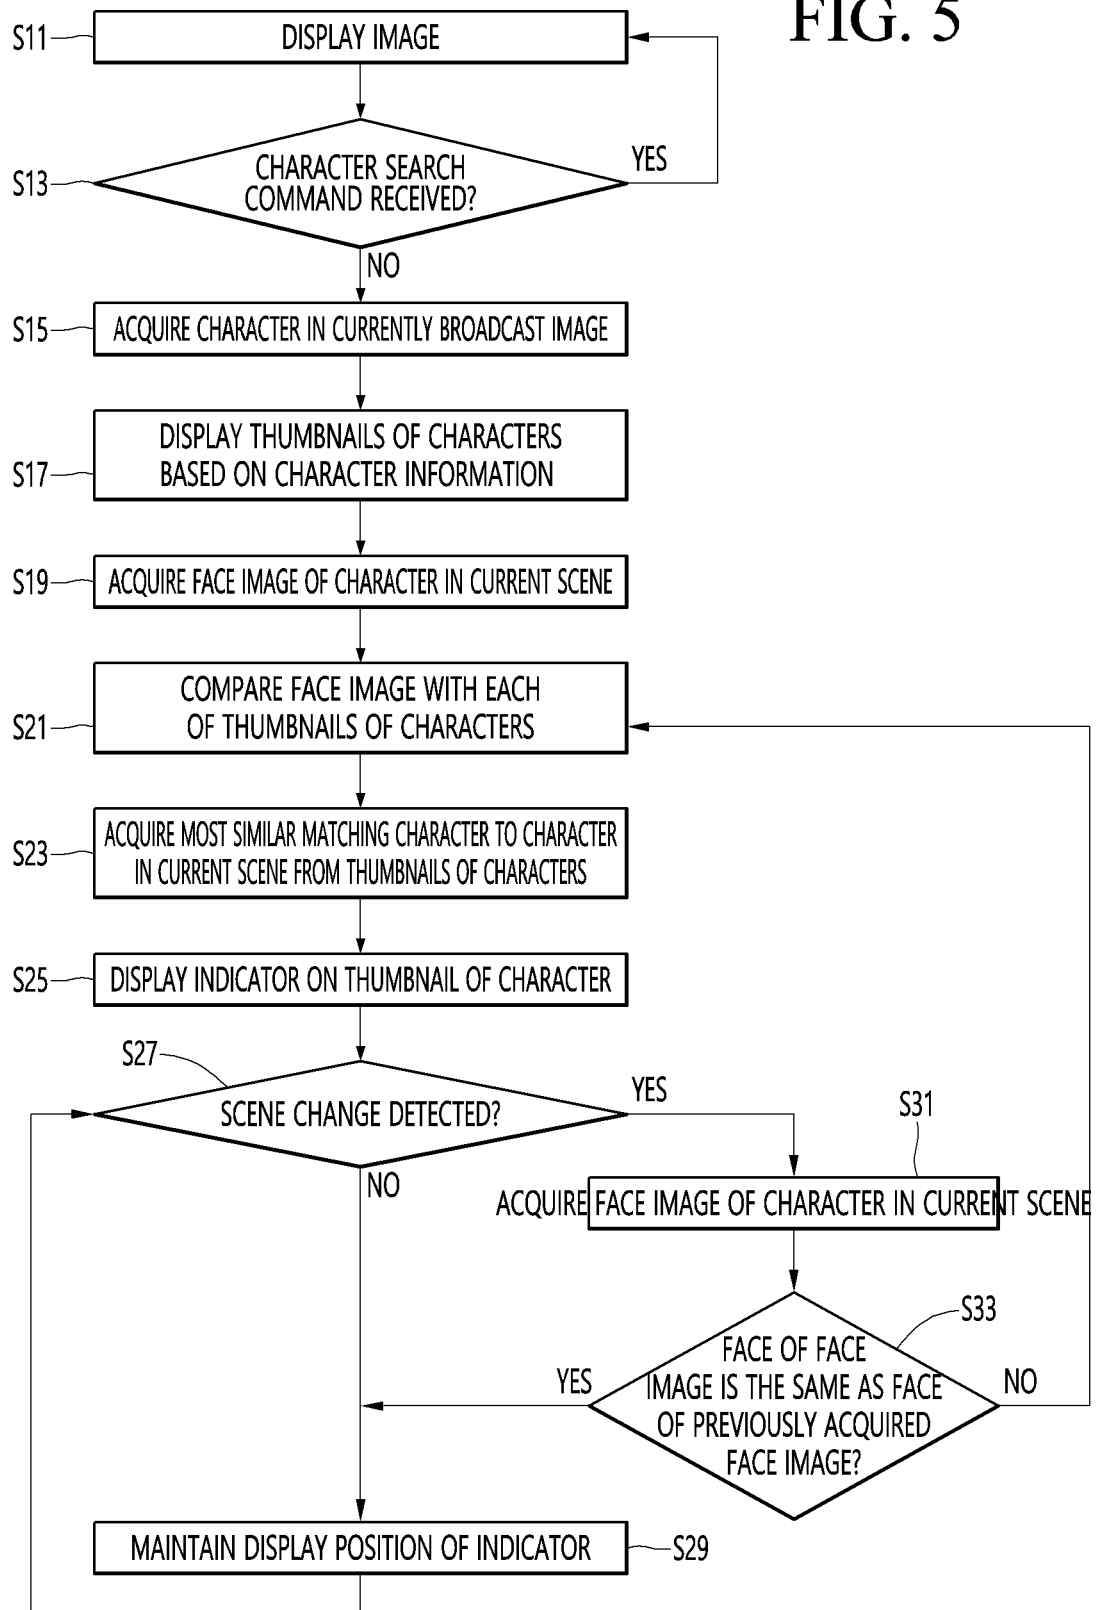 FIG. 5
S11
DISPLAY IMAGE
S13
CHARACTER SEARCH
COMMAND RECEIVED?
YES
NO
S15
ACQUIRE CHARACTER IN CURRENTLY BROADCAST IMAGE
S17
DISPLAY THUMBNAILS OF CHARACTERS
BASED ON CHARACTER INFORMATION
S19
ACQUIRE FACE IMAGE OF CHARACTER IN CURRENT SCENE
S21
COMPARE FACE IMAGE WITH EACH
OF THUMBNAILS OF CHARACTERS
S23
ACQUIRE MOST SIMILAR MATCHING CHARACTER TO CHARACTER
IN CURRENT SCENE FROM THUMBNAILS OF CHARACTERS
S25
DISPLAY INDICATOR ON THUMBNAIL OF CHARACTER
S27
SCENE CHANGE DETECTED?
YES
NO
S31
ACQUIRE FACE IMAGE OF CHARACTER IN CURRENT SCENE
S33
FACE OF FACE
IMAGE IS THE SAME AS FACE
OF PREVIOUSLY ACQUIRED
FACE IMAGE?
YES
NO
MAINTAIN DISPLAY POSITION OF INDICATOR
S29